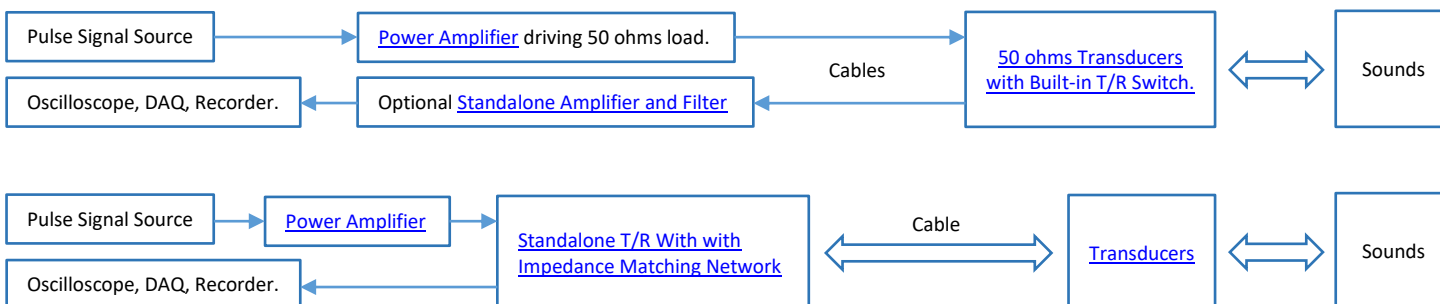 Pulse Signal Source
Power Amplifier driving 50 ohms load.
Cables
50 ohms Transducers
with Built-in T/R Switch.
Sounds
Oscilloscope, DAQ, Recorder.
Optional Standalone Amplifier and Filter
Pulse Signal Source
Power Amplifier
Standalone T/R With with
Impedance Matching Network
Cable
Transducers
Sounds
Oscilloscope, DAQ, Recorder.